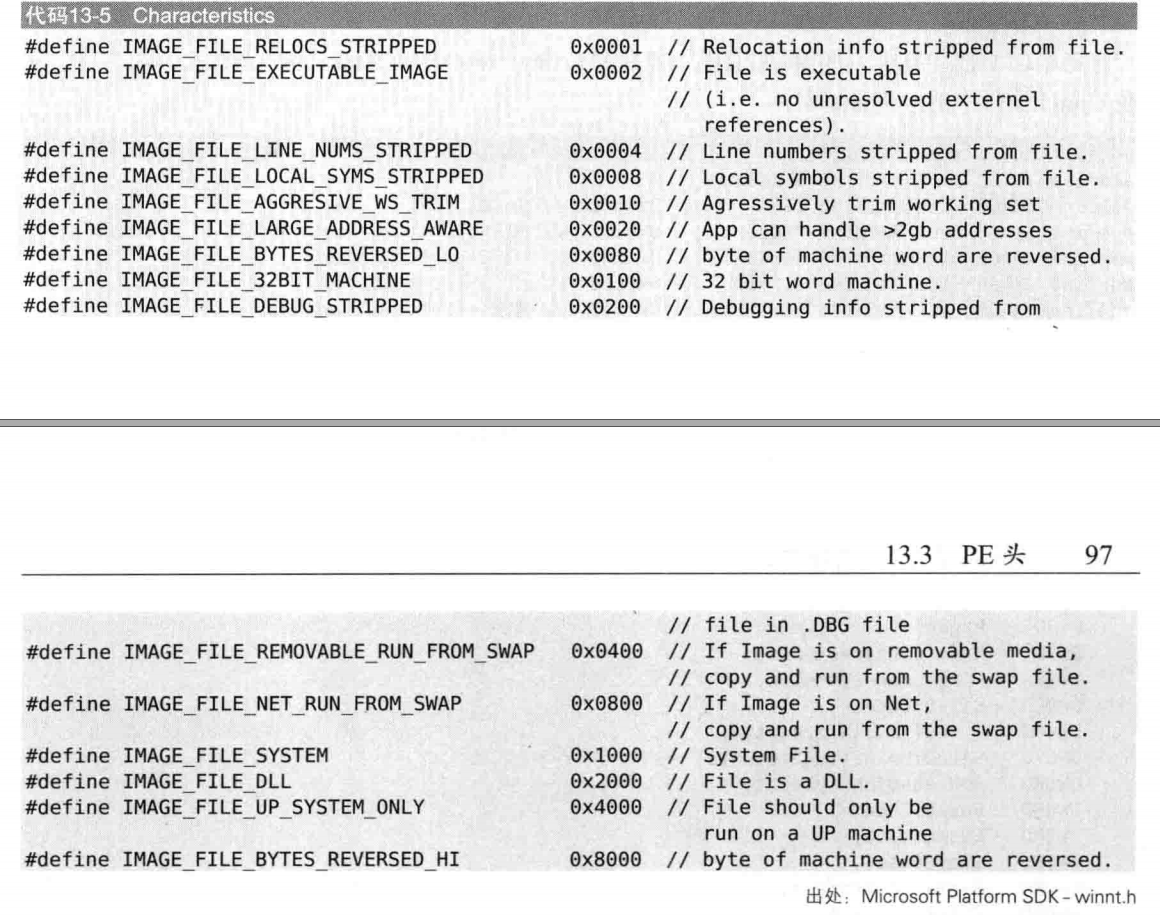 代码13-5 Characteristics
#define IMAGE_FILE_RELOCS_STRIPPED 0x0001 // Relocation info stripped from file.
#define IMAGE_FILE_EXECUTABLE_IMAGE 0x0002 // File is executable
// (i.e. no unresolved externel
references).
#define IMAGE_FILE_LINE_NUMS_STRIPPED 0x0004 // Line numbers stripped from file.
#define IMAGE_FILE_LOCAL_SYMS_STRIPPED 0x0008 // Local symbols stripped from file.
#define IMAGE_FILE_AGGRESIVE_WS_TRIM 0x0010 // Agressively trim working set
#define IMAGE_FILE_LARGE_ADDRESS_AWARE 0x0020 // App can handle >2gb addresses
#define IMAGE_FILE_BYTES_REVERSED_LO 0x0080 // byte of machine word are reversed.
#define IMAGE_FILE_32BIT_MACHINE 0x0100 // 32 bit word machine.
#define IMAGE_FILE_DEBUG_STRIPPED 0x0200 // Debugging info stripped from
13.3 PE 头 97
// file in .DBG file
#define IMAGE_FILE_REMOVABLE_RUN_FROM_SWAP 0x0400 // If Image is on removable media,
// copy and run from the swap file.
#define IMAGE_FILE_NET_RUN_FROM_SWAP 0x0800 // If Image is on Net,
// copy and run from the swap file.
#define IMAGE_FILE_SYSTEM 0x1000 // System File.
#define IMAGE_FILE_DLL 0x2000 // File is a DLL.
#define IMAGE_FILE_UP_SYSTEM_ONLY 0x4000 // File should only be
run on a UP machine
#define IMAGE_FILE_BYTES_REVERSED_HI 0x8000 // byte of machine word are reversed.
出处：Microsoft Platform SDK – winnt.h